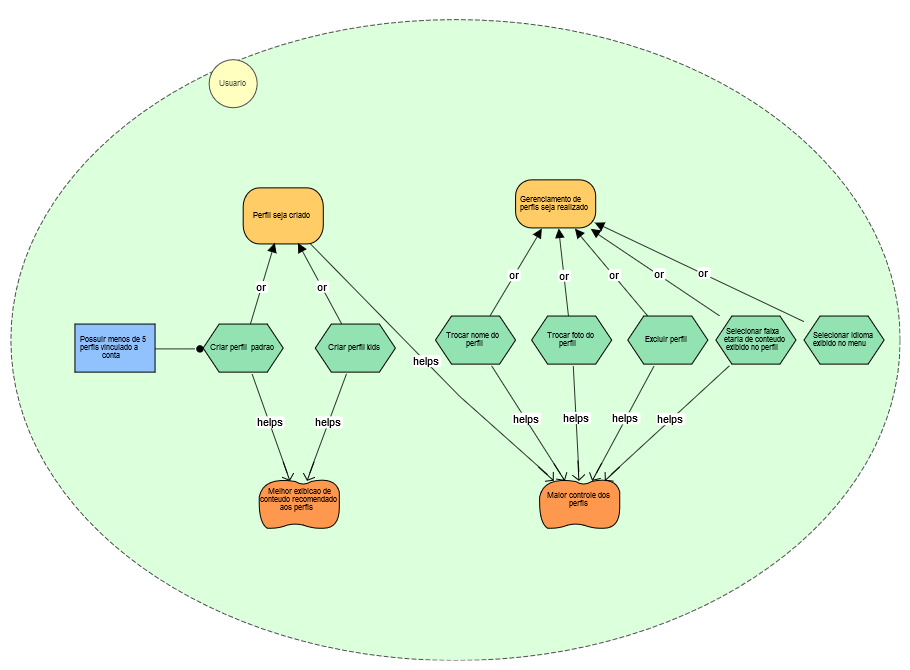 Usuario
Perfil seja criado
Gerenciamento de
perfis seja realizado
or
or
or
or
or
or
or
Possuir menos de 5
perfis vinculado a
conta
Criar perfil padrao
Criar perfil kids
helps
Trocar nome do
perfil
Trocar foto do
perfil
Excluir perfil
Selecionar faixa
etaria de conteudo
exibido no perfil
Selecionar idioma
exibido no menu
helps
helps
helps
helps
helps
helps
Melhor exibicao de
conteudo recomendado
aos perfis
Maior controle dos
perfis